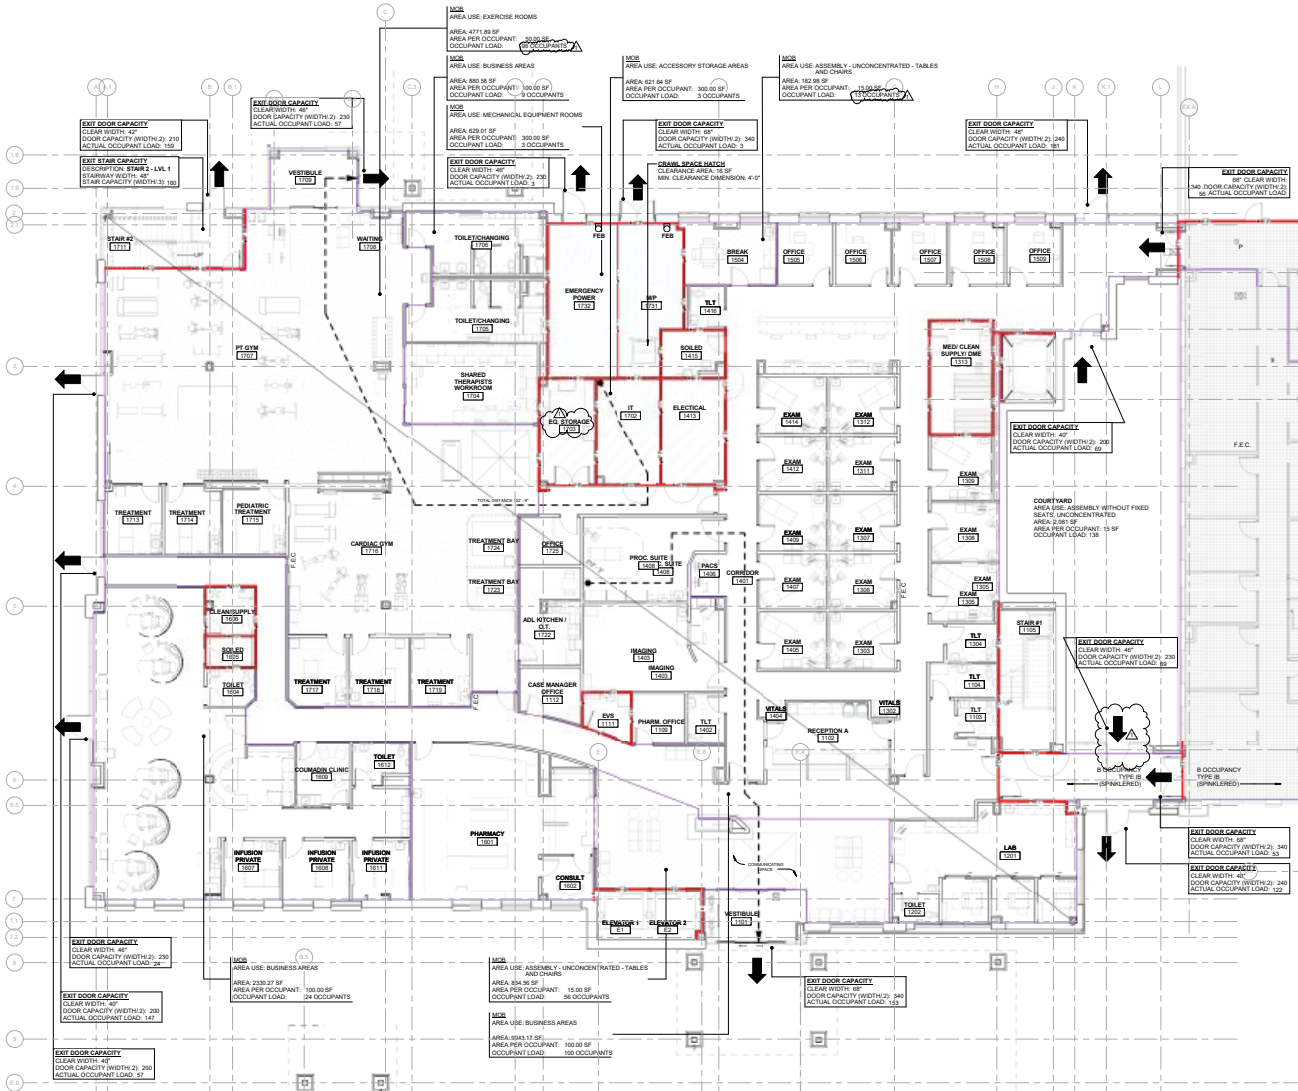 MOB
AREA USE: EXERCISE ROOMS
AREA: 4771.89 SF
AREA PER OCCUPANT: 50.00 SF
OCCUPANT LOAD: 96 OCCUPANTS
MOB
AREA USE: BUSINESS AREAS
AREA: 880.58 SF
AREA PER OCCUPANT: 100.00 SF
OCCUPANT LOAD: 9 OCCUPANTS
MOB
AREA USE: MECHANICAL EQUIPMENT ROOMS
AREA: 629.01 SF
AREA PER OCCUPANT: 300.00 SF
OCCUPANT LOAD: 3 OCCUPANTS
MOB
AREA USE: ACCESSORY STORAGE AREAS
AREA: 621.64 SF
AREA PER OCCUPANT: 300.00 SF
OCCUPANT LOAD: 3 OCCUPANTS
MOB
AREA USE: ASSEMBLY - UNCONCENTRATED - TABLES
AND CHAIRS
AREA: 182.98 SF
AREA PER OCCUPANT: 15.00 SF
OCCUPANT LOAD: 13 OCCUPANTS
EXIT DOOR CAPACITY
CLEAR WIDTH: 42"
DOOR CAPACITY (WIDTH/.2): 210
ACTUAL OCCUPANT LOAD: 159
EXIT STAIR CAPACITY
DESCRIPTION: STAIR 2 - LVL 1
STAIRWAY WIDTH: 48"
STAIR CAPACITY (WIDTH/.3): 160
EXIT DOOR CAPACITY
CLEAR WIDTH: 46"
DOOR CAPACITY (WIDTH/.2): 230
ACTUAL OCCUPANT LOAD: 57
EXIT DOOR CAPACITY
CLEAR WIDTH: 46"
DOOR CAPACITY (WIDTH/.2): 230
ACTUAL OCCUPANT LOAD: 3
EXIT DOOR CAPACITY
CLEAR WIDTH: 68"
DOOR CAPACITY (WIDTH/.2): 340
ACTUAL OCCUPANT LOAD: 3
CRAWL SPACE HATCH
CLEARANCE AREA: 16 SF
MIN. CLEARANCE DIMENSION: 4'-0"
EXIT DOOR CAPACITY
CLEAR WIDTH: 48"
DOOR CAPACITY (WIDTH/.2): 240
ACTUAL OCCUPANT LOAD: 181
EXIT DOOR CAPACITY
68" CLEAR WIDTH:
340 DOOR CAPACITY (WIDTH/.2):
56 ACTUAL OCCUPANT LOAD:
VESTIBULE
1709
STAIR #2
1711
WAITING
1708
TOILET/CHANGING
1706
FEB
FEB
BREAK
1504
OFFICE
1505
OFFICE
1506
OFFICE
1507
OFFICE
1508
OFFICE
1509
EMERGENCY
POWER
1732
M/P
1731
TLT
1416
TOILET/CHANGING
1705
PT GYM
1707
SOILED
1415
MED/ CLEAN
SUPPLY/ DME
1313
SHARED
THERAPISTS
WORKROOM
1704
EQ. STORAGE
1703
IT
1702
ELECTICAL
1413
EXAM
1414
EXAM
1312
EXIT DOOR CAPACITY
CLEAR WIDTH: 40"
DOOR CAPACITY (WIDTH/.2): 200
ACTUAL OCCUPANT LOAD: 69
F.E.C.
EXAM
1412
EXAM
1311
EXAM
1309
TOTAL DISTANCE 132' - 9"
TREATMENT
1713
TREATMENT
1714
PEDIATRIC
TREATMENT
1715
COURTYARD
AREA USE: ASSEMBLY WITHOUT FIXED
SEATS, UNCONCENTRATED
AREA: 2,081 SF
AREA PER OCCUPANT: 15 SF
OCCUPANT LOAD: 138
CARDIAC GYM
1716
TREATMENT BAY
1724
OFFICE
1725
EXAM
1409
EXAM
1307
EXAM
1308
F.E.C
PROC. SUITE
1408
PACS
1406
CORRIDOR
1401
TREATMENT BAY
1723
EXAM
1407
EXAM
1306
F.E.C
EXAM
1305
1305
CLEAN/SUPPLY
1606
ADL KITCHEN /
O.T.
1722
STAIR #1
1105
SOILED
1605
IMAGING
1403
IMAGING
1403
EXAM
1405
EXAM
1303
TLT
1304
EXIT DOOR CAPACITY
CLEAR WIDTH: 46"
DOOR CAPACITY (WIDTH/.2): 230
ACTUAL OCCUPANT LOAD: 69
TOILET
1604
TREATMENT
1717
TREATMENT
1718
TREATMENT
1719
F.E.C
CASE MANAGER
OFFICE
1112
TLT
1104
EVS
1111
PHARM. OFFICE
1109
TLT
1402
VITALS
1404
VITALS
1302
TLT
1103
RECEPTION A
1102
TOILET
1612
COUMADIN CLINIC
1609
B OCCUPANCY
TYPE IB
(SPINKLERED)
B OCCUPANCY
TYPE IB
(SPINKLERED)
PHARMACY
1601
LAB
1201
EXIT DOOR CAPACITY
CLEAR WIDTH: 68"
DOOR CAPACITY (WIDTH/.2): 340
ACTUAL OCCUPANT LOAD: 53
INFUSION
PRIVATE
1607
INFUSION
PRIVATE
1608
INFUSION
PRIVATE
1611
COMMUNICATING
SPACE
CONSULT
1602
EXIT DOOR CAPACITY
CLEAR WIDTH: 48"
DOOR CAPACITY (WIDTH/.2): 240
ACTUAL OCCUPANT LOAD: 122
TOILET
1202
VESTIBULE
1101
ELEVATOR 1
E1
ELEVATOR 2
E2
EXIT DOOR CAPACITY
CLEAR WIDTH: 46"
DOOR CAPACITY (WIDTH/.2): 230
ACTUAL OCCUPANT LOAD: 24
EXIT DOOR CAPACITY
CLEAR WIDTH: 40"
DOOR CAPACITY (WIDTH/.2): 200
ACTUAL OCCUPANT LOAD: 147
EXIT DOOR CAPACITY
CLEAR WIDTH: 40"
DOOR CAPACITY (WIDTH/.2): 200
ACTUAL OCCUPANT LOAD: 57
MOB
AREA USE: BUSINESS AREAS
AREA: 2330.27 SF
AREA PER OCCUPANT: 100.00 SF
OCCUPANT LOAD: 24 OCCUPANTS
MOB
AREA USE: ASSEMBLY - UNCONCENTRATED - TABLES
AND CHAIRS
AREA: 834.56 SF
AREA PER OCCUPANT: 15.00 SF
OCCUPANT LOAD: 56 OCCUPANTS
MOB
AREA USE: BUSINESS AREAS
AREA: 9943.17 SF
AREA PER OCCUPANT: 100.00 SF
OCCUPANT LOAD: 100 OCCUPANTS
EXIT DOOR CAPACITY
CLEAR WIDTH: 68"
DOOR CAPACITY (WIDTH/.2): 340
ACTUAL OCCUPANT LOAD: 153